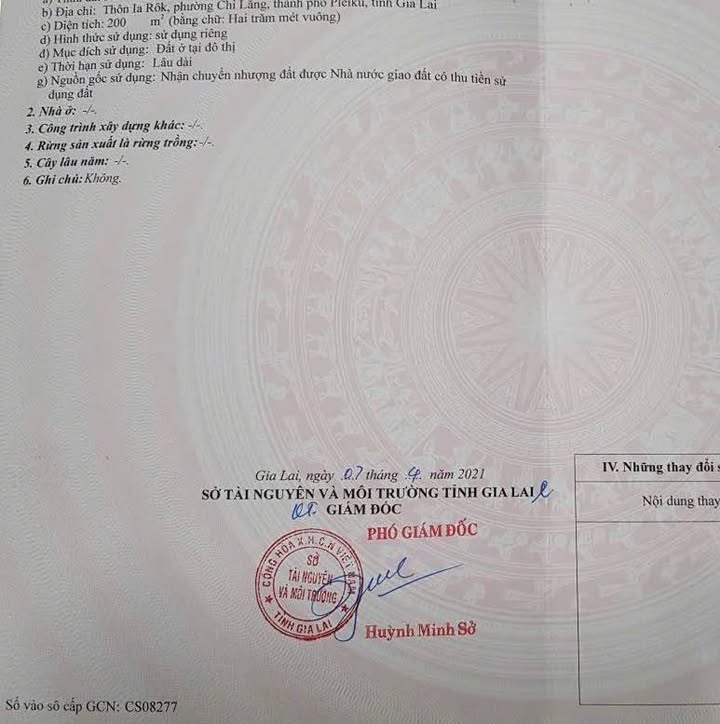 b) Địa chỉ: Thôn Ia Rôk, phường Chi Lăng, thành phố Pleiku, tỉnh Gia Lai
c) Diện tích: 200 m² (bằng chữ: Hai trăm mét vuông)
d) Hình thức sử dụng: sử dụng riêng
đ) Mục đích sử dụng: Đất ở tại đô thị
e) Thời hạn sử dụng: Lâu dài
g) Nguồn gốc sử dụng: Nhận chuyển nhượng đất được Nhà nước giao đất có thu tiền sử
dụng đất
2. Nhà ở: -/-.
3. Công trình xây dựng khác: -/-.
4. Rừng sản xuất là rừng trồng: -/-.
5. Cây lâu năm: -/-.
6. Ghi chú: Không.
Gia Lai, ngày 07 tháng 4 năm 2021
SỞ TÀI NGUYÊN VÀ MÔI TRƯỜNG TỈNH GIA LAI
KT. GIÁM ĐỐC
PHÓ GIÁM ĐỐC
CỘNG HÒA X.H.C.N VIỆT NAM
SỞ
TÀI NGUYÊN
VÀ MÔI TRƯỜNG
TỈNH GIA LAI
Huỳnh Minh Sở
IV. Những thay đổi s
Nội dung thay
Số vào sổ cấp GCN: CS08277